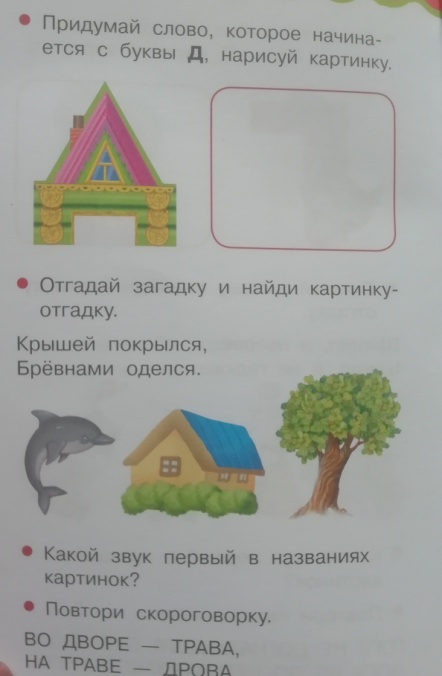 Придумай слово, которое начина-
ется с буквы Д, нарисуй картинку.
Отгадай загадку и найди картинку-
отгадку.
Крышей покрылся,
Брёвнами оделся.
Какой звук первый в названиях
картинок?
Повтори скороговорку.
ВО ДВОРЕ — ТРАВА,
НА ТРАВЕ — ДРОВА